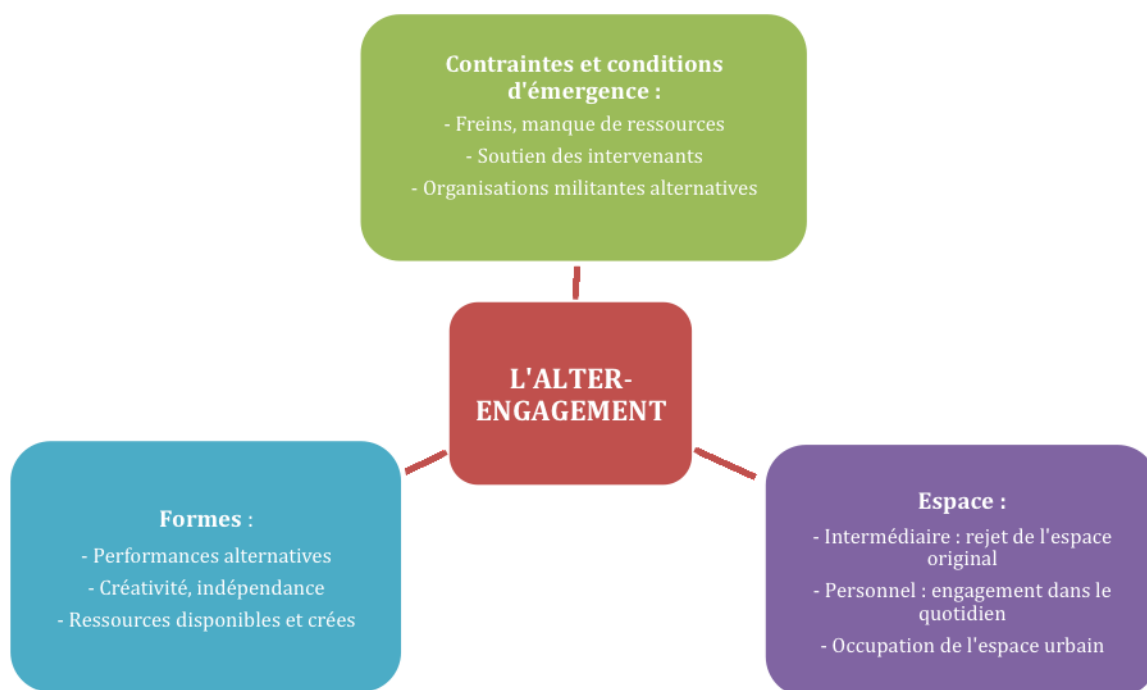 Contraintes et conditions
d'émergence :
- Freins, manque de ressources
- Soutien des intervenants
- Organisations militantes alternatives
L'ALTER-
ENGAGEMENT
Formes :
- Performances alternatives
- Créativité, indépendance
- Ressources disponibles et crées
Espace :
- Intermédiaire : rejet de l'espace
original
- Personnel : engagement dans le
quotidien
- Occupation de l'espace urbain